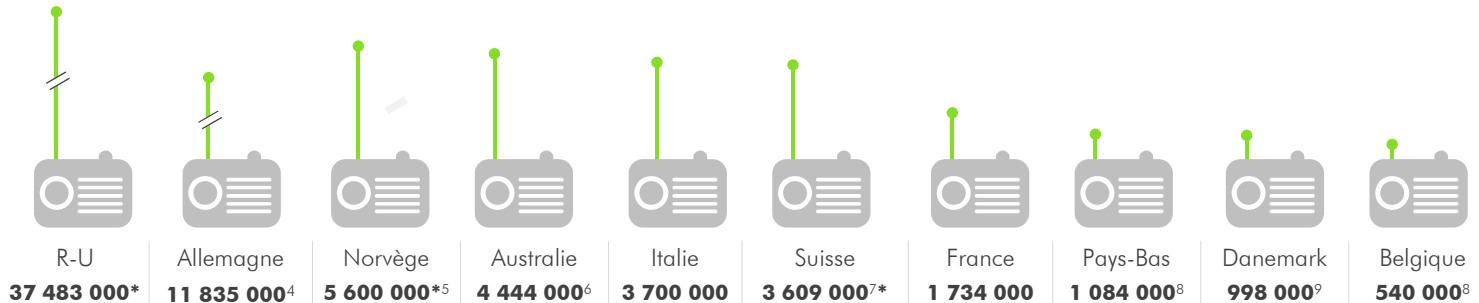 R-U Allemagne Norvège Australie Italie Suisse France Pays-Bas Danemark Belgique
37 483 000* 11 835 000⁴ 5 600 000*⁵ 4 444 000⁶ 3 700 000 3 609 000⁷* 1 734 000 1 084 000⁸ 998 000⁹ 540 000⁸